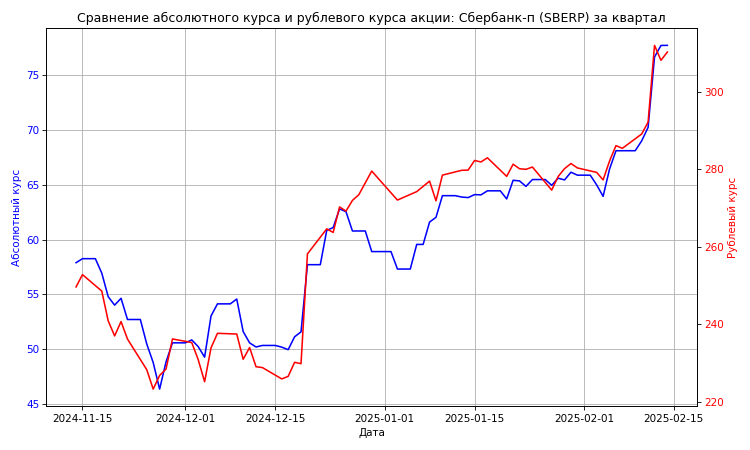 Сравнение абсолютного курса и рублевого курса акции: Сбербанк-п (SBERP) за квартал
Абсолютный курс
75
70
65
60
55
50
45
300
280
260
240
220
Рублевый курс
2024-11-15 2024-12-01 2024-12-15 2025-01-01 2025-01-15 2025-02-01 2025-02-15
Дата